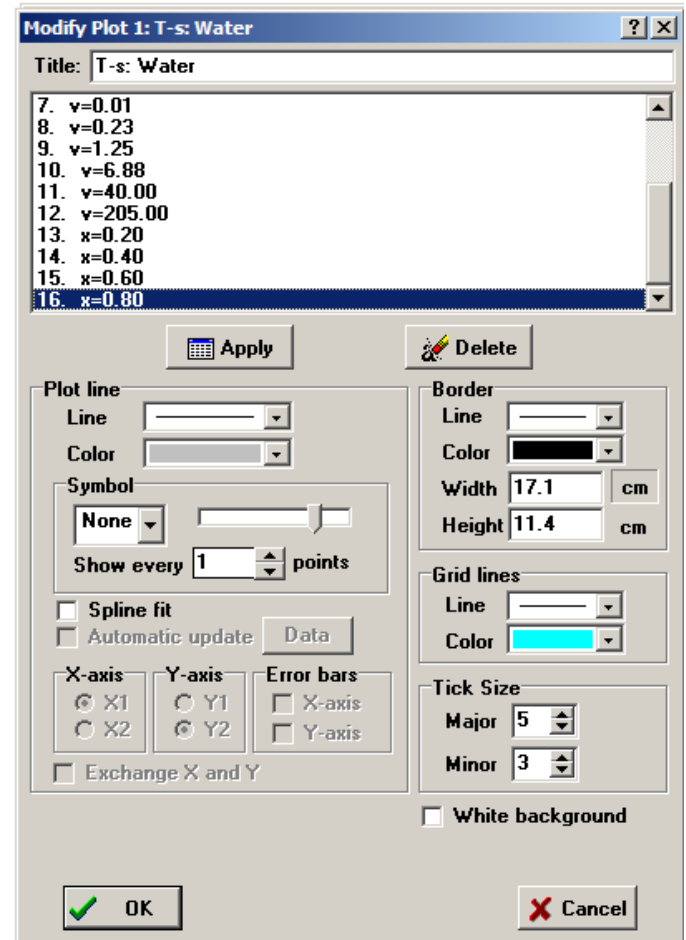 Modify Plot 1: T-s: Water
Title: T-s: Water
7. v=0.01
8. v=0.23
9. v=1.25
10. v=6.88
11. v=40.00
12. v=205.00
13. x=0.20
14. x=0.40
15. x=0.60
16. x=0.80
Apply
Delete
Plot line
Line
Color
Symbol
None
Show every 1 points
Spline fit
Automatic update Data
X-axis Y-axis Error bars
X1 Y1 X-axis
X2 Y2 Y-axis
Exchange X and Y
Border
Line
Color
Width 17.1 cm
Height 11.4 cm
Grid lines
Line
Color
Tick Size
Major 5
Minor 3
White background
OK
Cancel